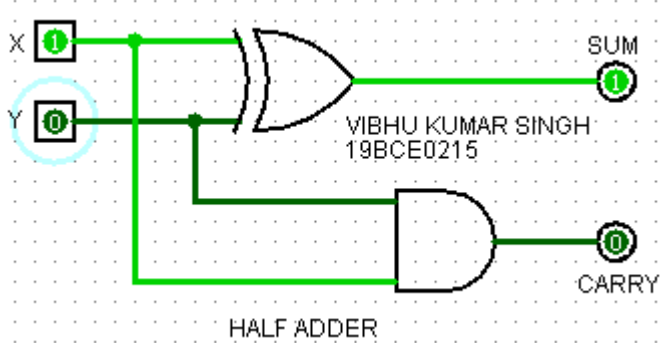 X 1
SUM
1
Y 0
VIBHU KUMAR SINGH
19BCE0215
0
CARRY
HALF ADDER